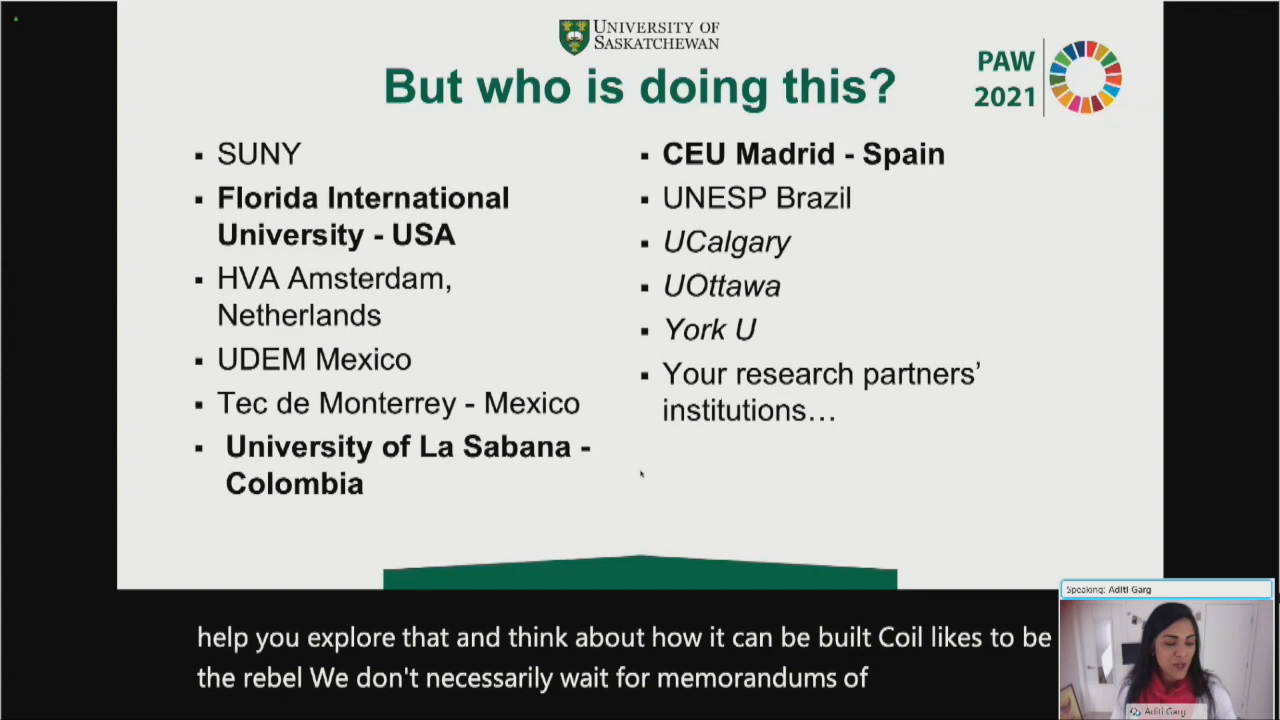 UNIVERSITY OF
SASKATCHEWAN
But who is doing this?
PAW
2021
▪ SUNY
▪ Florida International
University - USA
▪ HVA Amsterdam,
Netherlands
▪ UDEM Mexico
▪ Tec de Monterrey - Mexico
▪ University of La Sabana -
Colombia
▪ CEU Madrid - Spain
▪ UNESP Brazil
▪ UCalgary
▪ UOttawa
▪ York U
▪ Your research partners’
institutions…
help you explore that and think about how it can be built Coil likes to be
the rebel We don't necessarily wait for memorandums of
Speaking: Aditi Garg
Aditi Garg